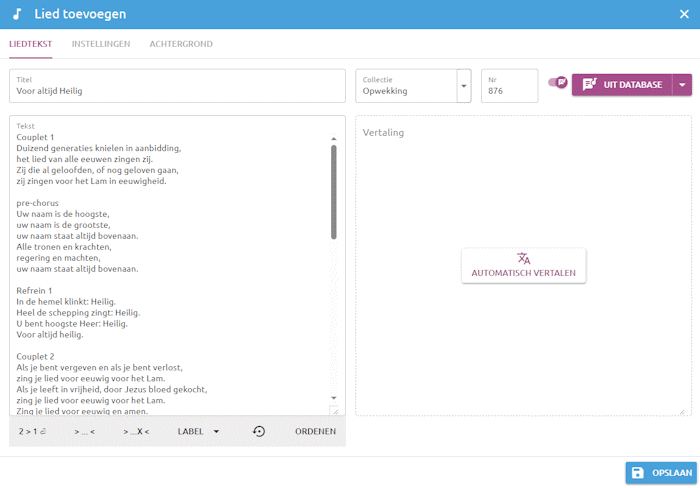 Lied toevoegen
LIEDTEKST INSTELLINGEN ACHTERGROND
Titel
Voor altijd Heilig
Collectie
Opwekking
Nr
876
UIT DATABASE
Tekst
Couplet 1
Duizend generaties knielen in aanbidding,
het lied van alle eeuwen zingen zij.
Zij die al geloofden, of nog geloven gaan,
zij zingen voor het Lam in eeuwigheid.
pre-chorus
Uw naam is de hoogste,
uw naam is de grootste,
uw naam staat altijd bovenaan.
Alle tronen en krachten,
regering en machten,
uw naam staat altijd bovenaan.
Refrein 1
In de hemel klinkt: Heilig.
Heel de schepping zingt: Heilig.
U bent hoogste Heer: Heilig.
Voor altijd heilig.
Couplet 2
Als je bent vergeven en als je bent verlost,
zing je lied voor eeuwig voor het Lam.
Als je leeft in vrijheid, door Jezus bloed gekocht,
zing je lied voor eeuwig voor het Lam.
Zing je lied voor eeuwig en amen.
Vertaling
AUTOMATISCH VERTALEN
2 > 1 > ... < > ...X < LABEL ORDENEN
OPSLAAN